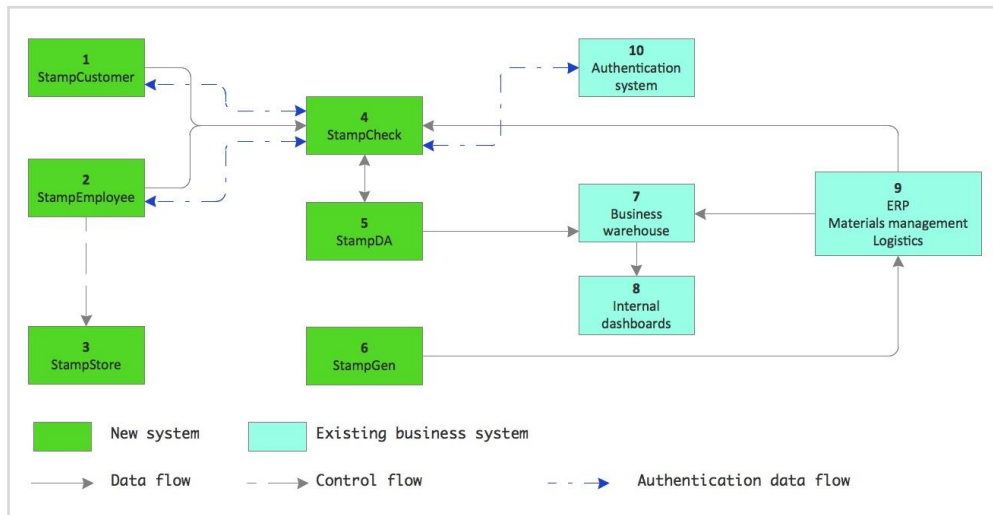 1
StampCustomer
10
Authentication
system
4
StampCheck
2
StampEmployee
9
ERP
Materials management
Logistics
7
Business
warehouse
5
StampDA
8
Internal
dashboards
3
StampStore
6
StampGen
New system
Existing business system
Data flow
Control flow
Authentication data flow